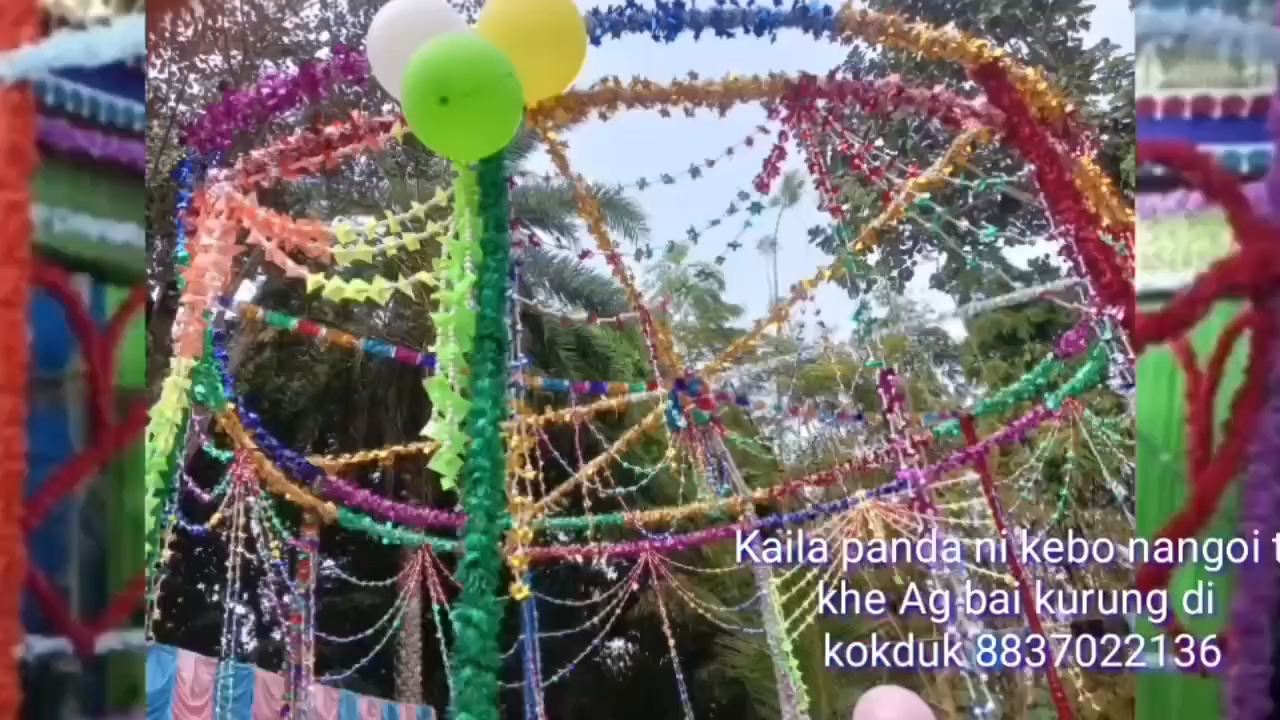 Kaila panda ni kebo nangoi t
khe Ag bai kurung di
kokduk 8837022136